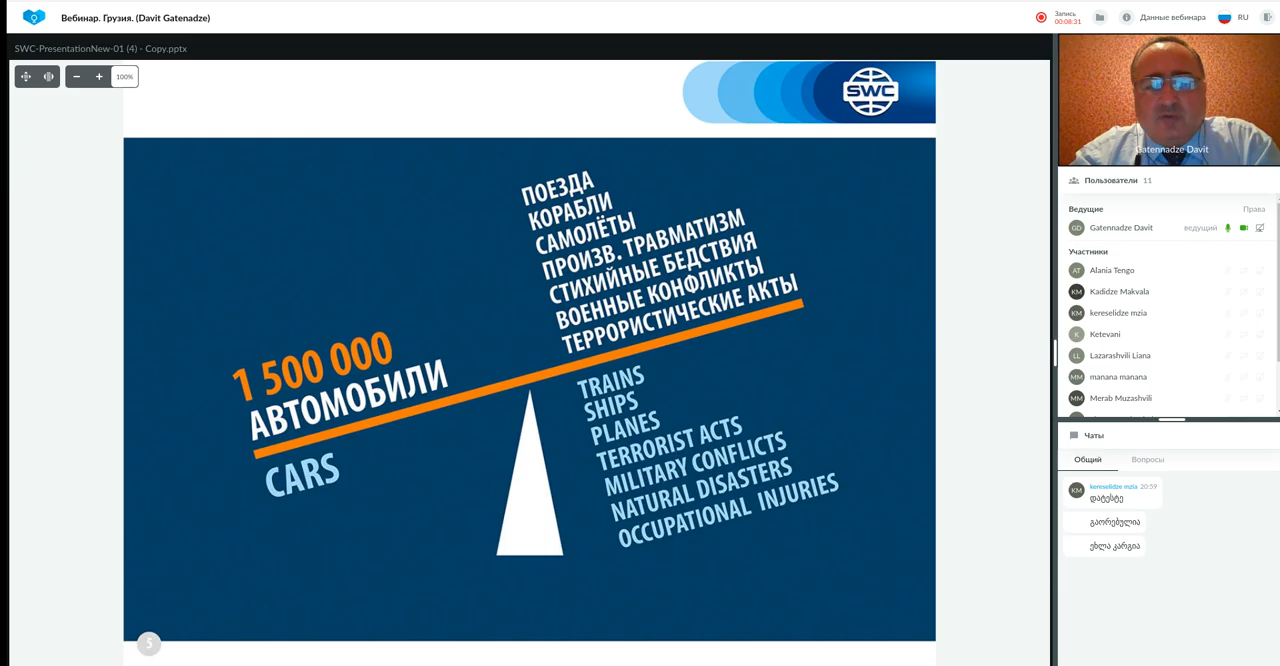 Вебинар. Грузия. (Davit Gatenadze)
Запись
00:08:31
Данные вебинара
RU
SWC-PresentationNew-01 (4) - Copy.pptx
100%
SWC
ПОЕЗДА
КОРАБЛИ
САМОЛЁТЫ
ПРОИЗВ. ТРАВМАТИЗМ
СТИХИЙНЫЕ БЕДСТВИЯ
ВОЕННЫЕ КОНФЛИКТЫ
ТЕРРОРИСТИЧЕСКИЕ АКТЫ
1 500 000
АВТОМОБИЛИ
CARS
TRAINS
SHIPS
PLANES
TERRORIST ACTS
MILITARY CONFLICTS
NATURAL DISASTERS
OCCUPATIONAL INJURIES
5
Gatennadze Davit
Пользователи 11
Ведущие Права
GD Gatennadze Davit ведущий
Участники
AT Alania Tengo
KM Kadidze Makvala
KM kereselidze mzia
K Ketevani
LL Lazarashvili Liana
MM manana manana
MM Merab Muzashvili
Чаты
Общий Вопросы
KM kereselidze mzia 20:59
დატესტე
გაორებულია
ეხლა კარგია